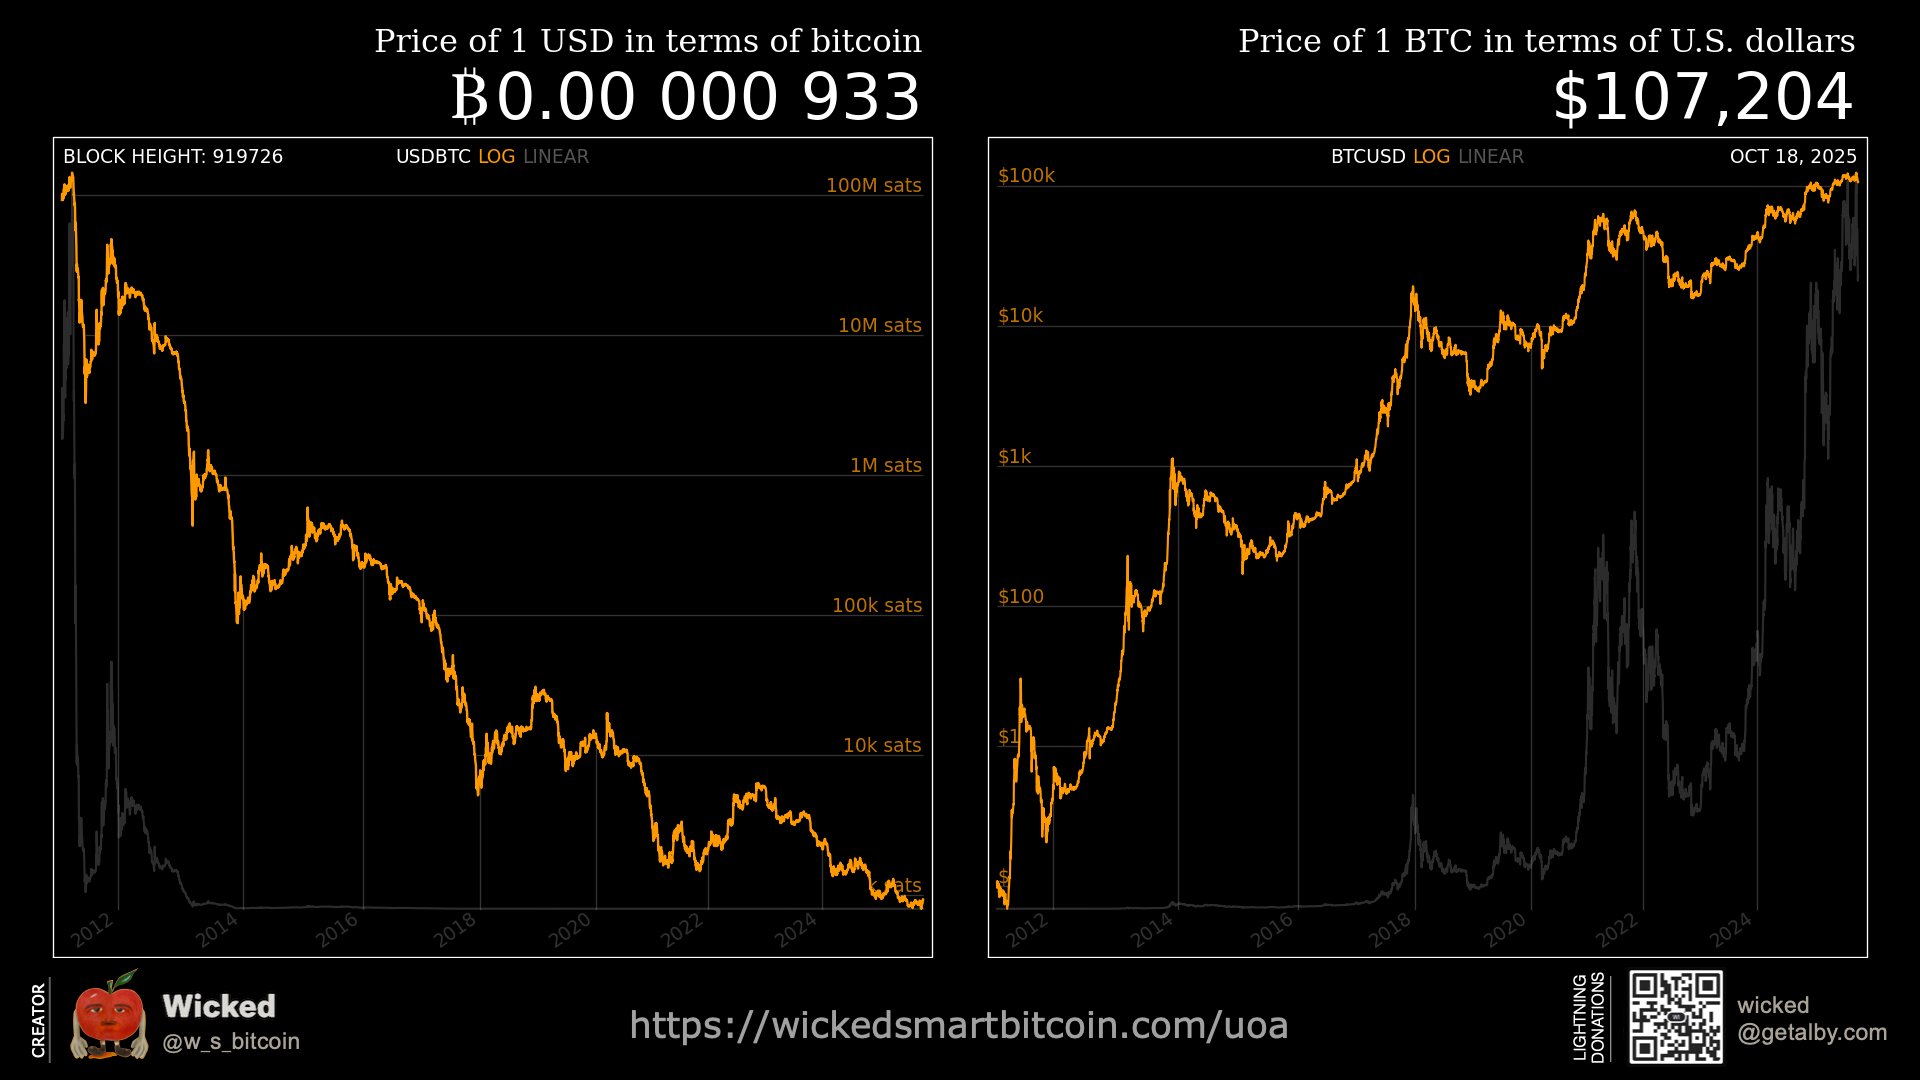 Price of 1 USD in terms of bitcoin
₿0.00 000 933
BLOCK HEIGHT: 919726
USDBTC LOG LINEAR
100M sats
10M sats
1M sats
100k sats
10k sats
k sats
2012
2014
2016
2018
2020
2022
2024
Price of 1 BTC in terms of U.S. dollars
$107,204
BTCUSD LOG LINEAR
OCT 18, 2025
$100k
$10k
$1k
$100
$1
$
2012
2014
2016
2018
2020
2022
2024
CREATOR
Wicked
@w_s_bitcoin
https://wickedsmartbitcoin.com/uoa
LIGHTNING
DONATIONS
wicked
@getalby.com